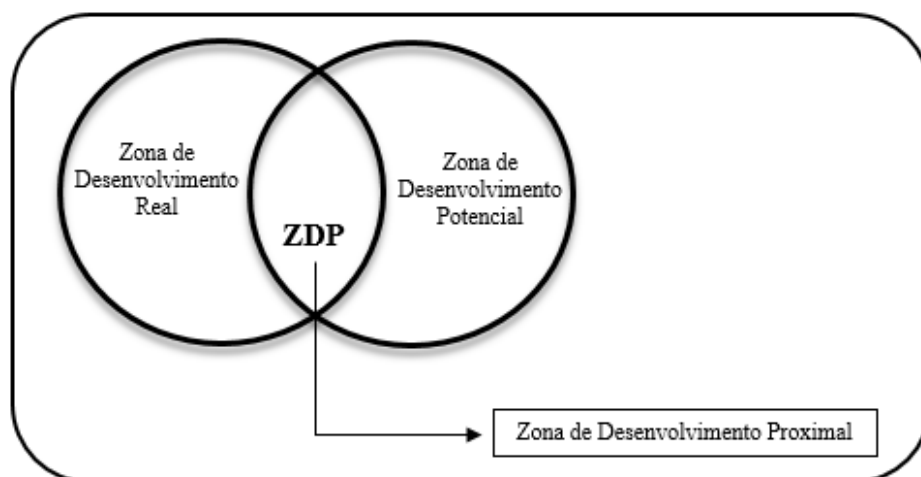 Zona de
Desenvolvimento
Real
Zona de
Desenvolvimento
Potencial
ZDP
Zona de Desenvolvimento Proximal